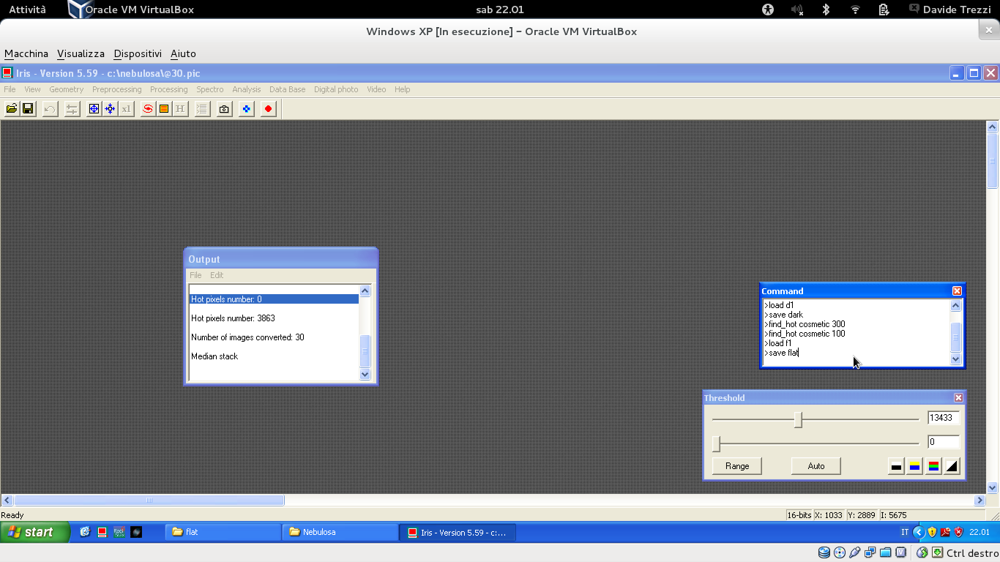 Attività Oracle VM VirtualBox sab 22.01 Davide Trezzi
Windows XP [In esecuzione] – Oracle VM VirtualBox
Macchina Visualizza Dispositivi Aiuto
Iris - Version 5.59 - c:\nebulosa\@30.pic
File View Geometry Preprocessing Processing Spectro Analysis Data Base Digital photo Video Help
x1 H
Output
File Edit
Hot pixels number: 0
Hot pixels number: 3863
Number of images converted: 30
Median stack
Command
>load d1
>save dark
>find_hot cosmetic 300
>find_hot cosmetic 100
>load f1
>save flat
Threshold
13433
0
Range Auto
Ready 16-bits X: 1033 Y: 2889 I: 5675
start flat Nebulosa Iris - Version 5.59 - c:... IT 22.01
Ctrl destro